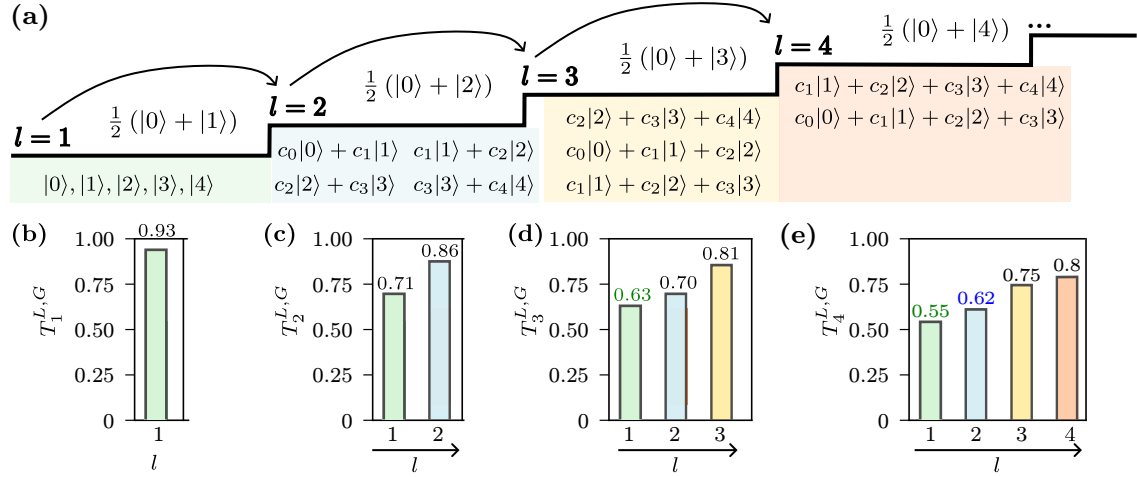 (a)
l = 1
½ (|0⟩ + |1⟩)
l = 2
½ (|0⟩ + |2⟩)
l = 3
½ (|0⟩ + |3⟩)
l = 4
½ (|0⟩ + |4⟩)
...
|0⟩, |1⟩, |2⟩, |3⟩, |4⟩
c₀|0⟩ + c₁|1⟩ c₁|1⟩ + c₂|2⟩
c₂|2⟩ + c₃|3⟩ c₃|3⟩ + c₄|4⟩
c₂|2⟩ + c₃|3⟩ + c₄|4⟩
c₀|0⟩ + c₁|1⟩ + c₂|2⟩
c₁|1⟩ + c₂|2⟩ + c₃|3⟩
c₁|1⟩ + c₂|2⟩ + c₃|3⟩ + c₄|4⟩
c₀|0⟩ + c₁|1⟩ + c₂|2⟩ + c₃|3⟩
(b)
T₁^{L,G}
1.00
0.75
0.50
0.25
0
0.93
1
l
(c)
T₂^{L,G}
1.00
0.75
0.50
0.25
0
0.71
0.86
1 2
l
(d)
T₃^{L,G}
1.00
0.75
0.50
0.25
0
0.63
0.70
0.81
1 2 3
l
(e)
T₄^{L,G}
1.00
0.75
0.50
0.25
0
0.55
0.62
0.75
0.8
1 2 3 4
l